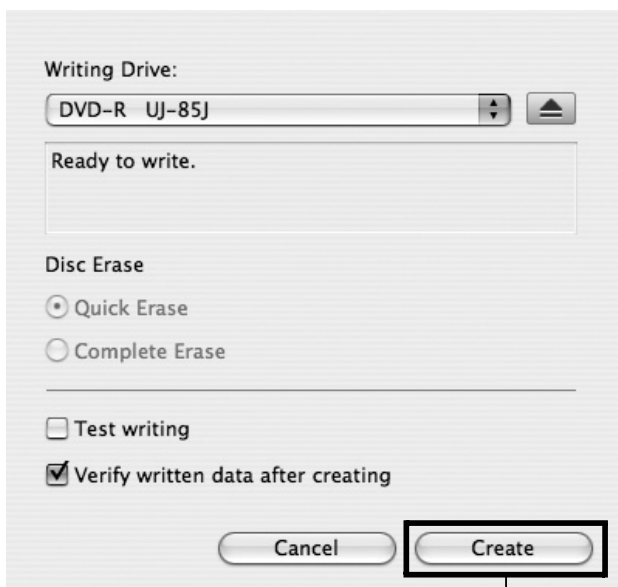 Writing Drive:
DVD-R UJ-85J
Ready to write.
Disc Erase
Quick Erase
Complete Erase
Test writing
Verify written data after creating
Cancel Create